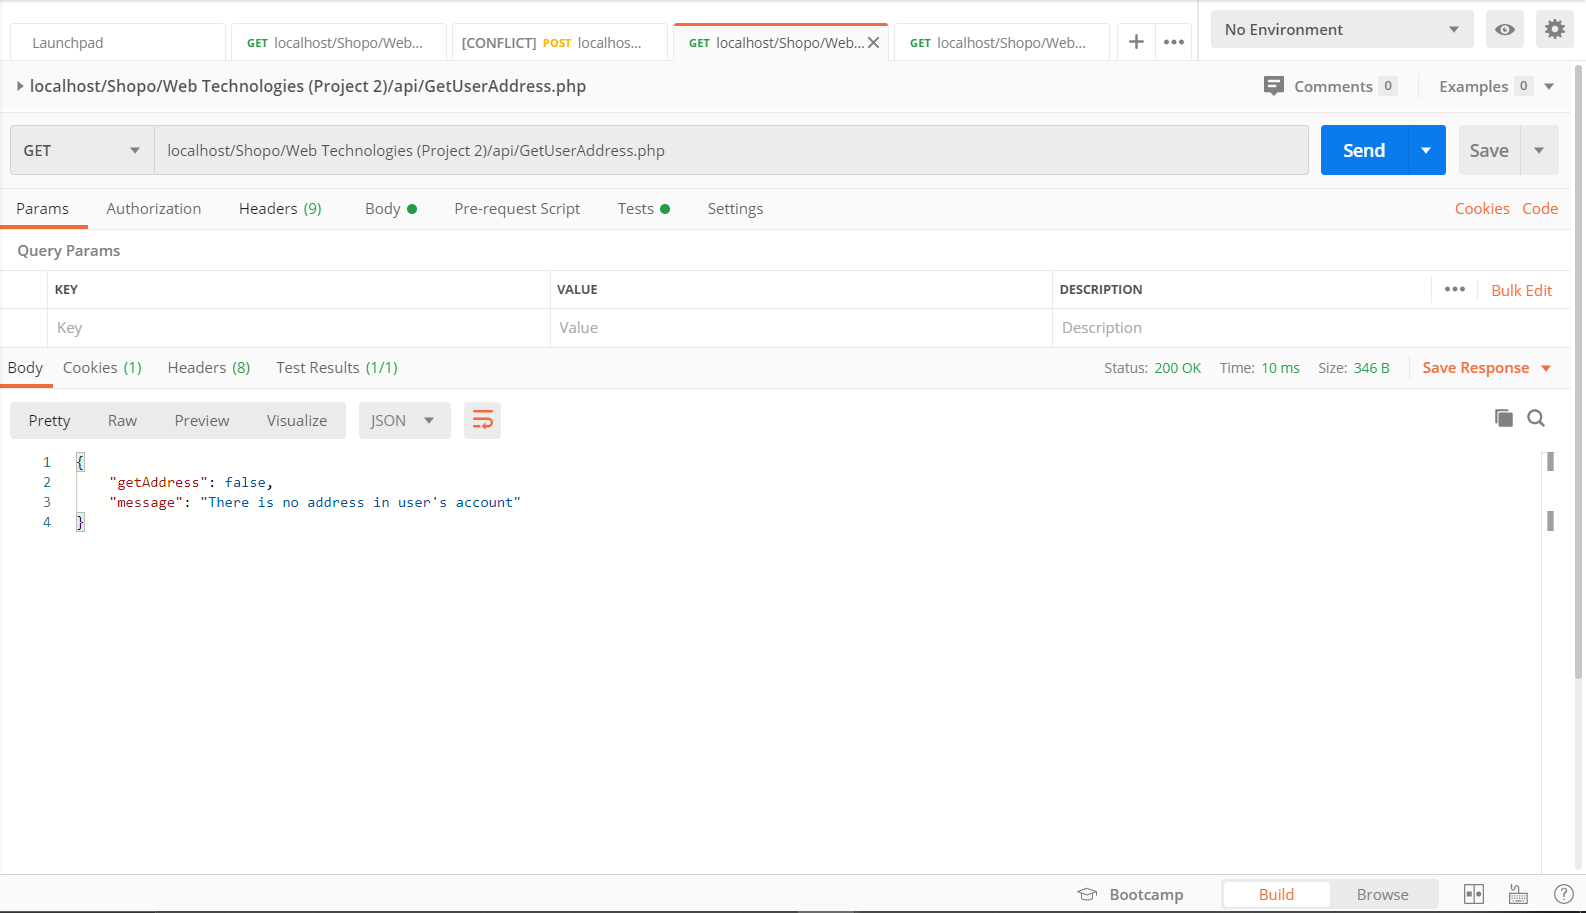 Launchpad
GET localhost/Shopo/Web...
[CONFLICT] POST localhos...
GET localhost/Shopo/Web...
GET localhost/Shopo/Web...
No Environment
localhost/Shopo/Web Technologies (Project 2)/api/GetUserAddress.php
Comments 0
Examples 0
GET
localhost/Shopo/Web Technologies (Project 2)/api/GetUserAddress.php
Send
Save
Params
Authorization
Headers (9)
Body
Pre-request Script
Tests
Settings
Cookies
Code
Query Params
KEY
VALUE
DESCRIPTION
Bulk Edit
Key
Value
Description
Body
Cookies (1)
Headers (8)
Test Results (1/1)
Status: 200 OK
Time: 10 ms
Size: 346 B
Save Response
Pretty
Raw
Preview
Visualize
JSON
1 {
2 "getAddress": false,
3 "message": "There is no address in user's account"
4 }
Bootcamp
Build
Browse